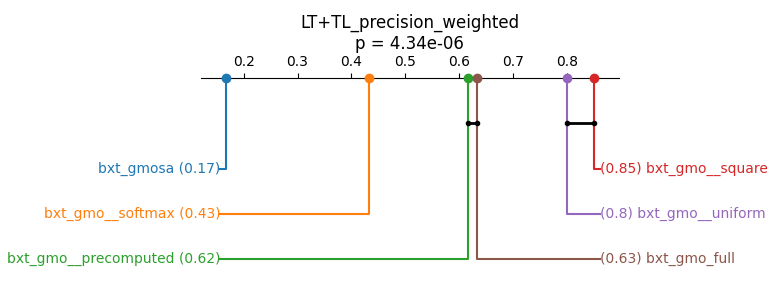 LT+TL_precision_weighted
p = 4.34e-06
0.2 0.3 0.4 0.5 0.6 0.7 0.8
bxt_gmosa (0.17) (0.85) bxt_gmo__square
bxt_gmo__softmax (0.43) (0.8) bxt_gmo__uniform
bxt_gmo__precomputed (0.62) (0.63) bxt_gmo_full